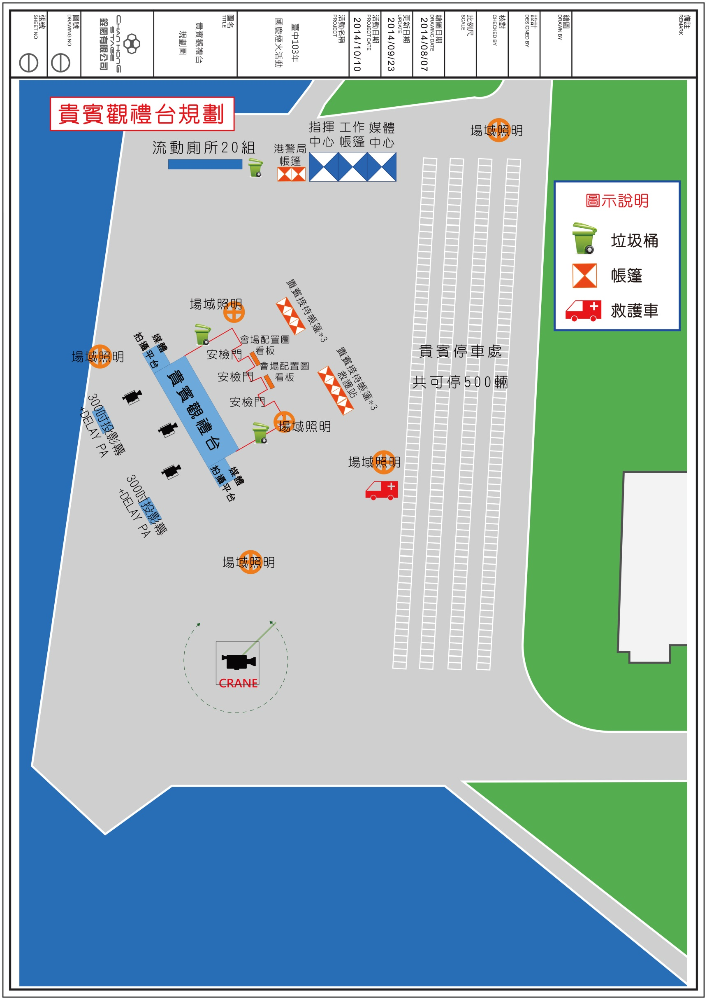 備註
REMARK
繪圖
DRAWN BY
設計
DESIGNED BY
核對
CHECKED BY
比例尺
SCALE
繪圖日期
DRAWING DATE
2014/08/07
更新日期
UPDATE
2014/09/23
活動日期
PROJECT DATE
2014/10/10
活動名稱
PROJECT
臺中103年
國慶煙火活動
圖名
TITLE
貴賓觀禮台
規劃圖
CHAN HONG
STAGE
圖號
DRAWING NO
張號
SHEET NO
貴賓觀禮台規劃
流動廁所20組
港警局
帳篷
指揮
中心
工作
帳篷
媒體
中心
場域照明
圖示說明
垃圾桶
帳篷
救護車
場域照明
貴賓接待帳篷*3
媒體
拍攝平台
場域照明
會場配置圖
看板
安檢門
會場配置圖
看板
安檢門
安檢門
貴賓接待帳篷*3
救護站
貴賓停車處
共可停500輛
貴賓觀禮台
300吋投影幕
+DELAY PA
場域照明
場域照明
媒體
拍攝平台
300吋投影幕
+DELAY PA
場域照明
CRANE